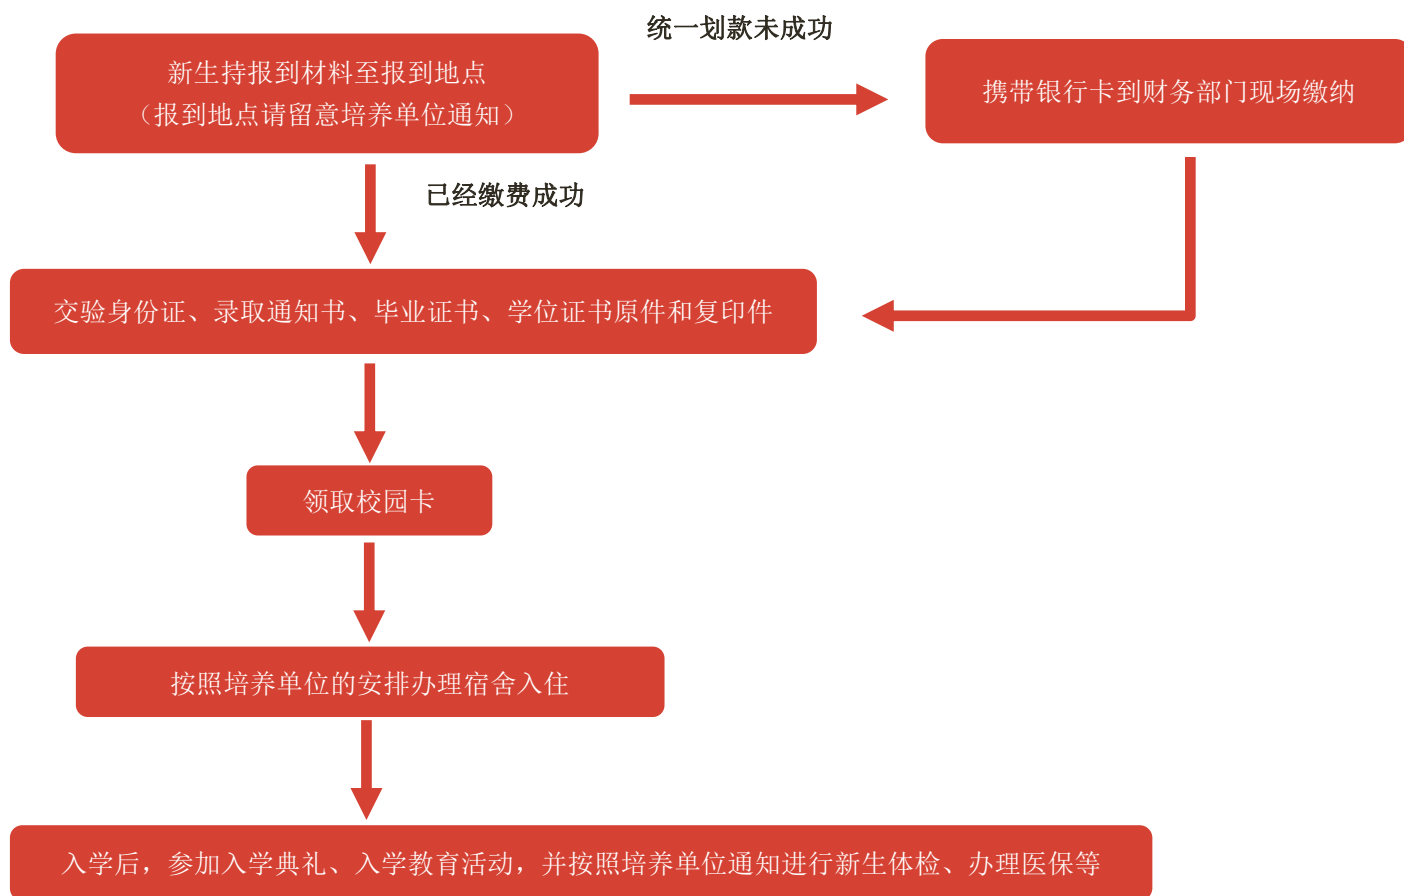 统一划款未成功
新生持报到材料至报到地点
（报到地点请留意培养单位通知）
携带银行卡到财务部门现场缴纳
已经缴费成功
交验身份证、录取通知书、毕业证书、学位证书原件和复印件
领取校园卡
按照培养单位的安排办理宿舍入住
入学后，参加入学典礼、入学教育活动，并按照培养单位通知进行新生体检、办理医保等